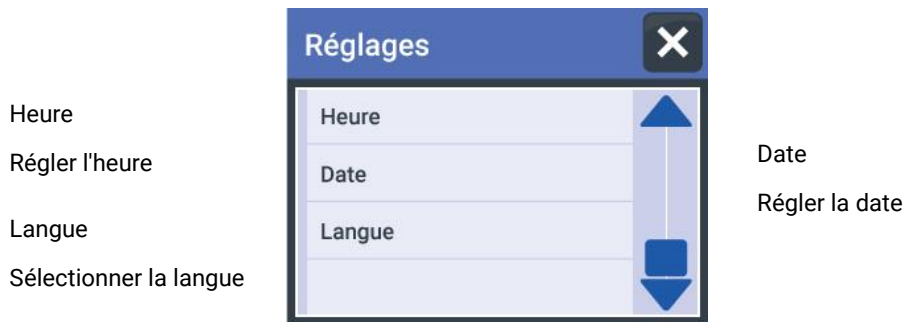 Réglages
Heure
Régler l'heure
Langue
Sélectionner la langue
Heure
Date
Langue
Date
Régler la date